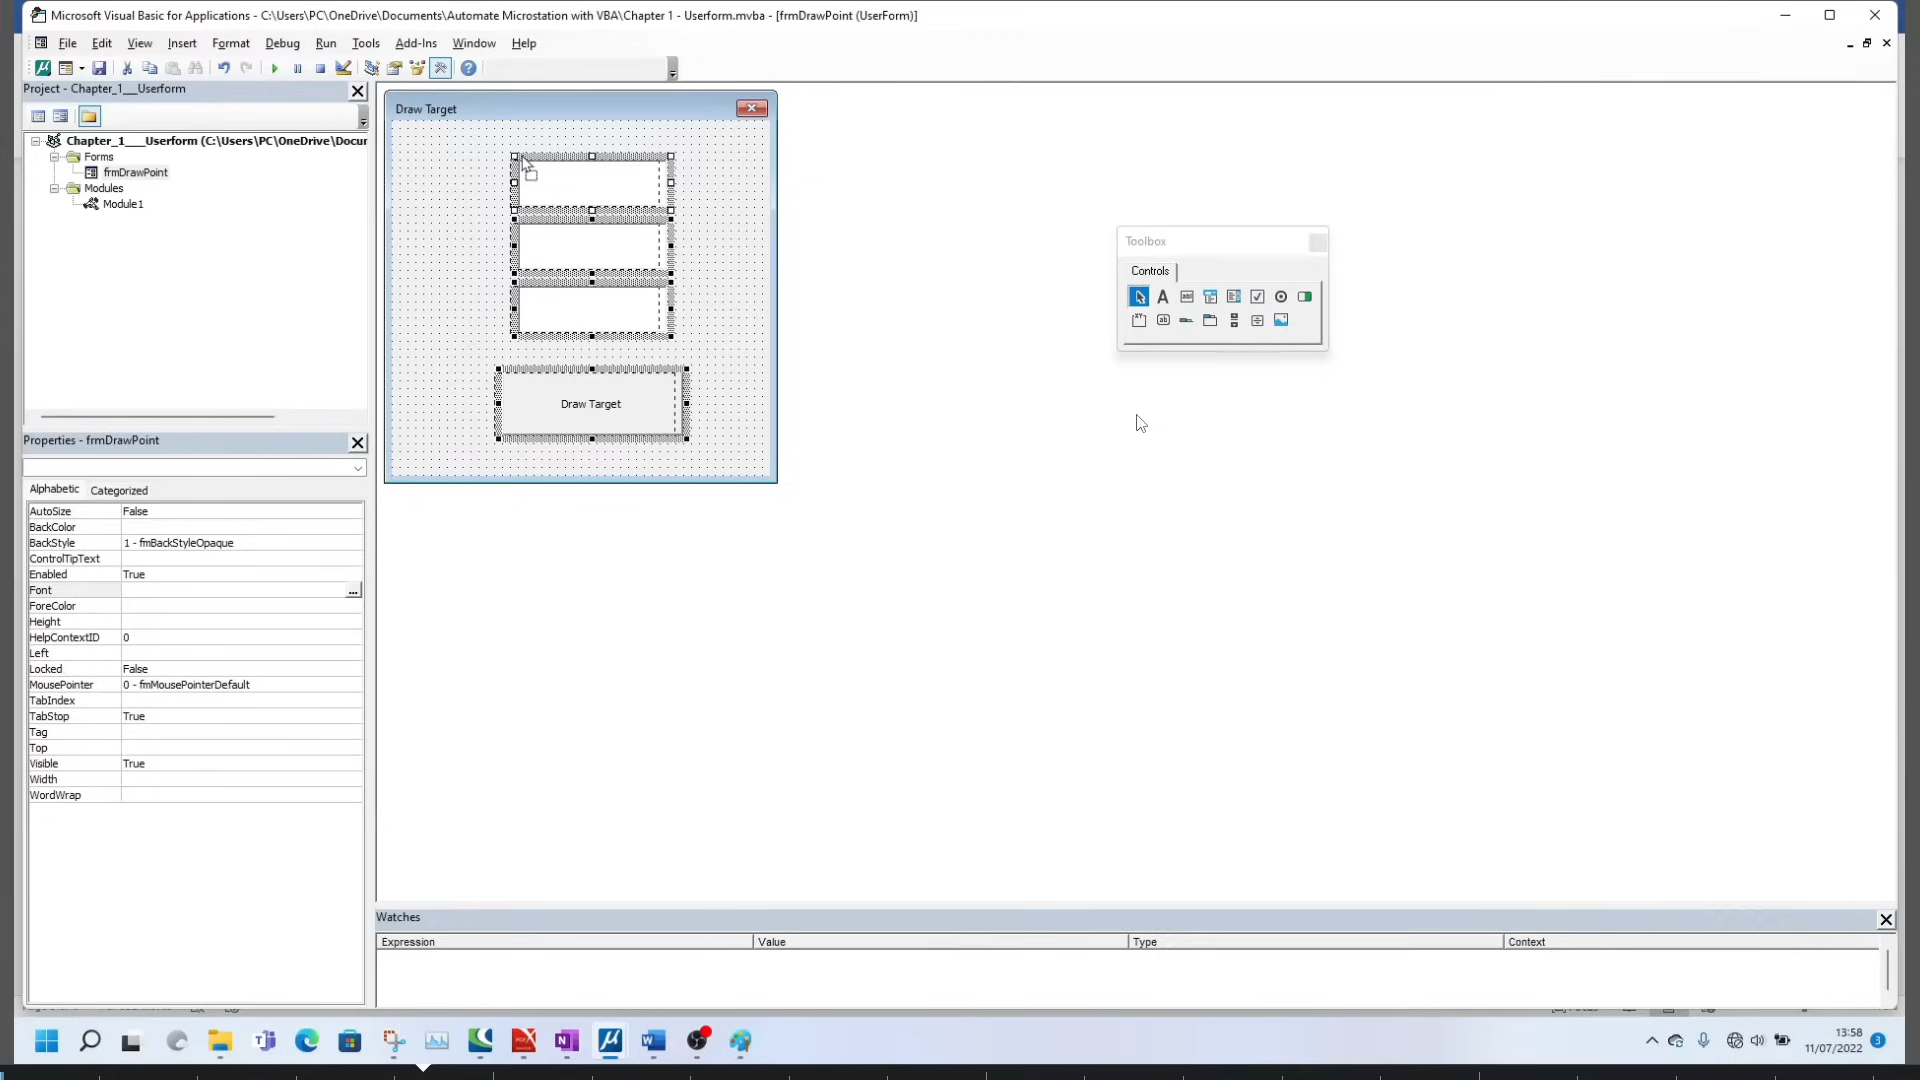 Microsoft Visual Basic for Applications - C:\Users\PC\OneDrive\Documents\Automate Microstation with VBA\Chapter 1 - Userform.mvba - [frmDrawPoint (UserForm)]
File Edit View Insert Format Debug Run Tools Add-Ins Window Help
Project - Chapter_1___Userform
Chapter_1___Userform (C:\Users\PC\OneDrive\Docur
Forms
frmDrawPoint
Modules
Module1
Draw Target
Draw Target
Toolbox
Controls
Properties - frmDrawPoint
Alphabetic Categorized
AutoSize False
BackColor
BackStyle 1 - fmBackStyleOpaque
ControlTipText
Enabled True
Font ...
ForeColor
Height
HelpContextID 0
Left
Locked False
MousePointer 0 - fmMousePointerDefault
TabIndex
TabStop True
Tag
Top
Visible True
Width
WordWrap
Watches
Expression Value Type Context
13:58
11/07/2022
3